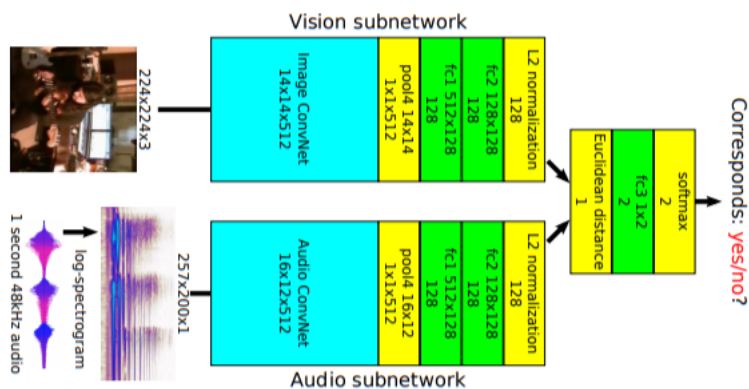 Vision subnetwork
224x224x3
Image ConvNet
14x14x512
pool4 14x14
1x1x512
fc1 512x128
128
fc2 128x128
128
L2 normalization
128
1 second 48kHz audio
log-spectrogram
257x200x1
Audio ConvNet
16x12x512
pool4 16x12
1x1x512
fc1 512x128
128
fc2 128x128
128
L2 normalization
128
Audio subnetwork
Euclidean distance
1
fc3 1x2
2
softmax
2
Corresponds: yes/no?